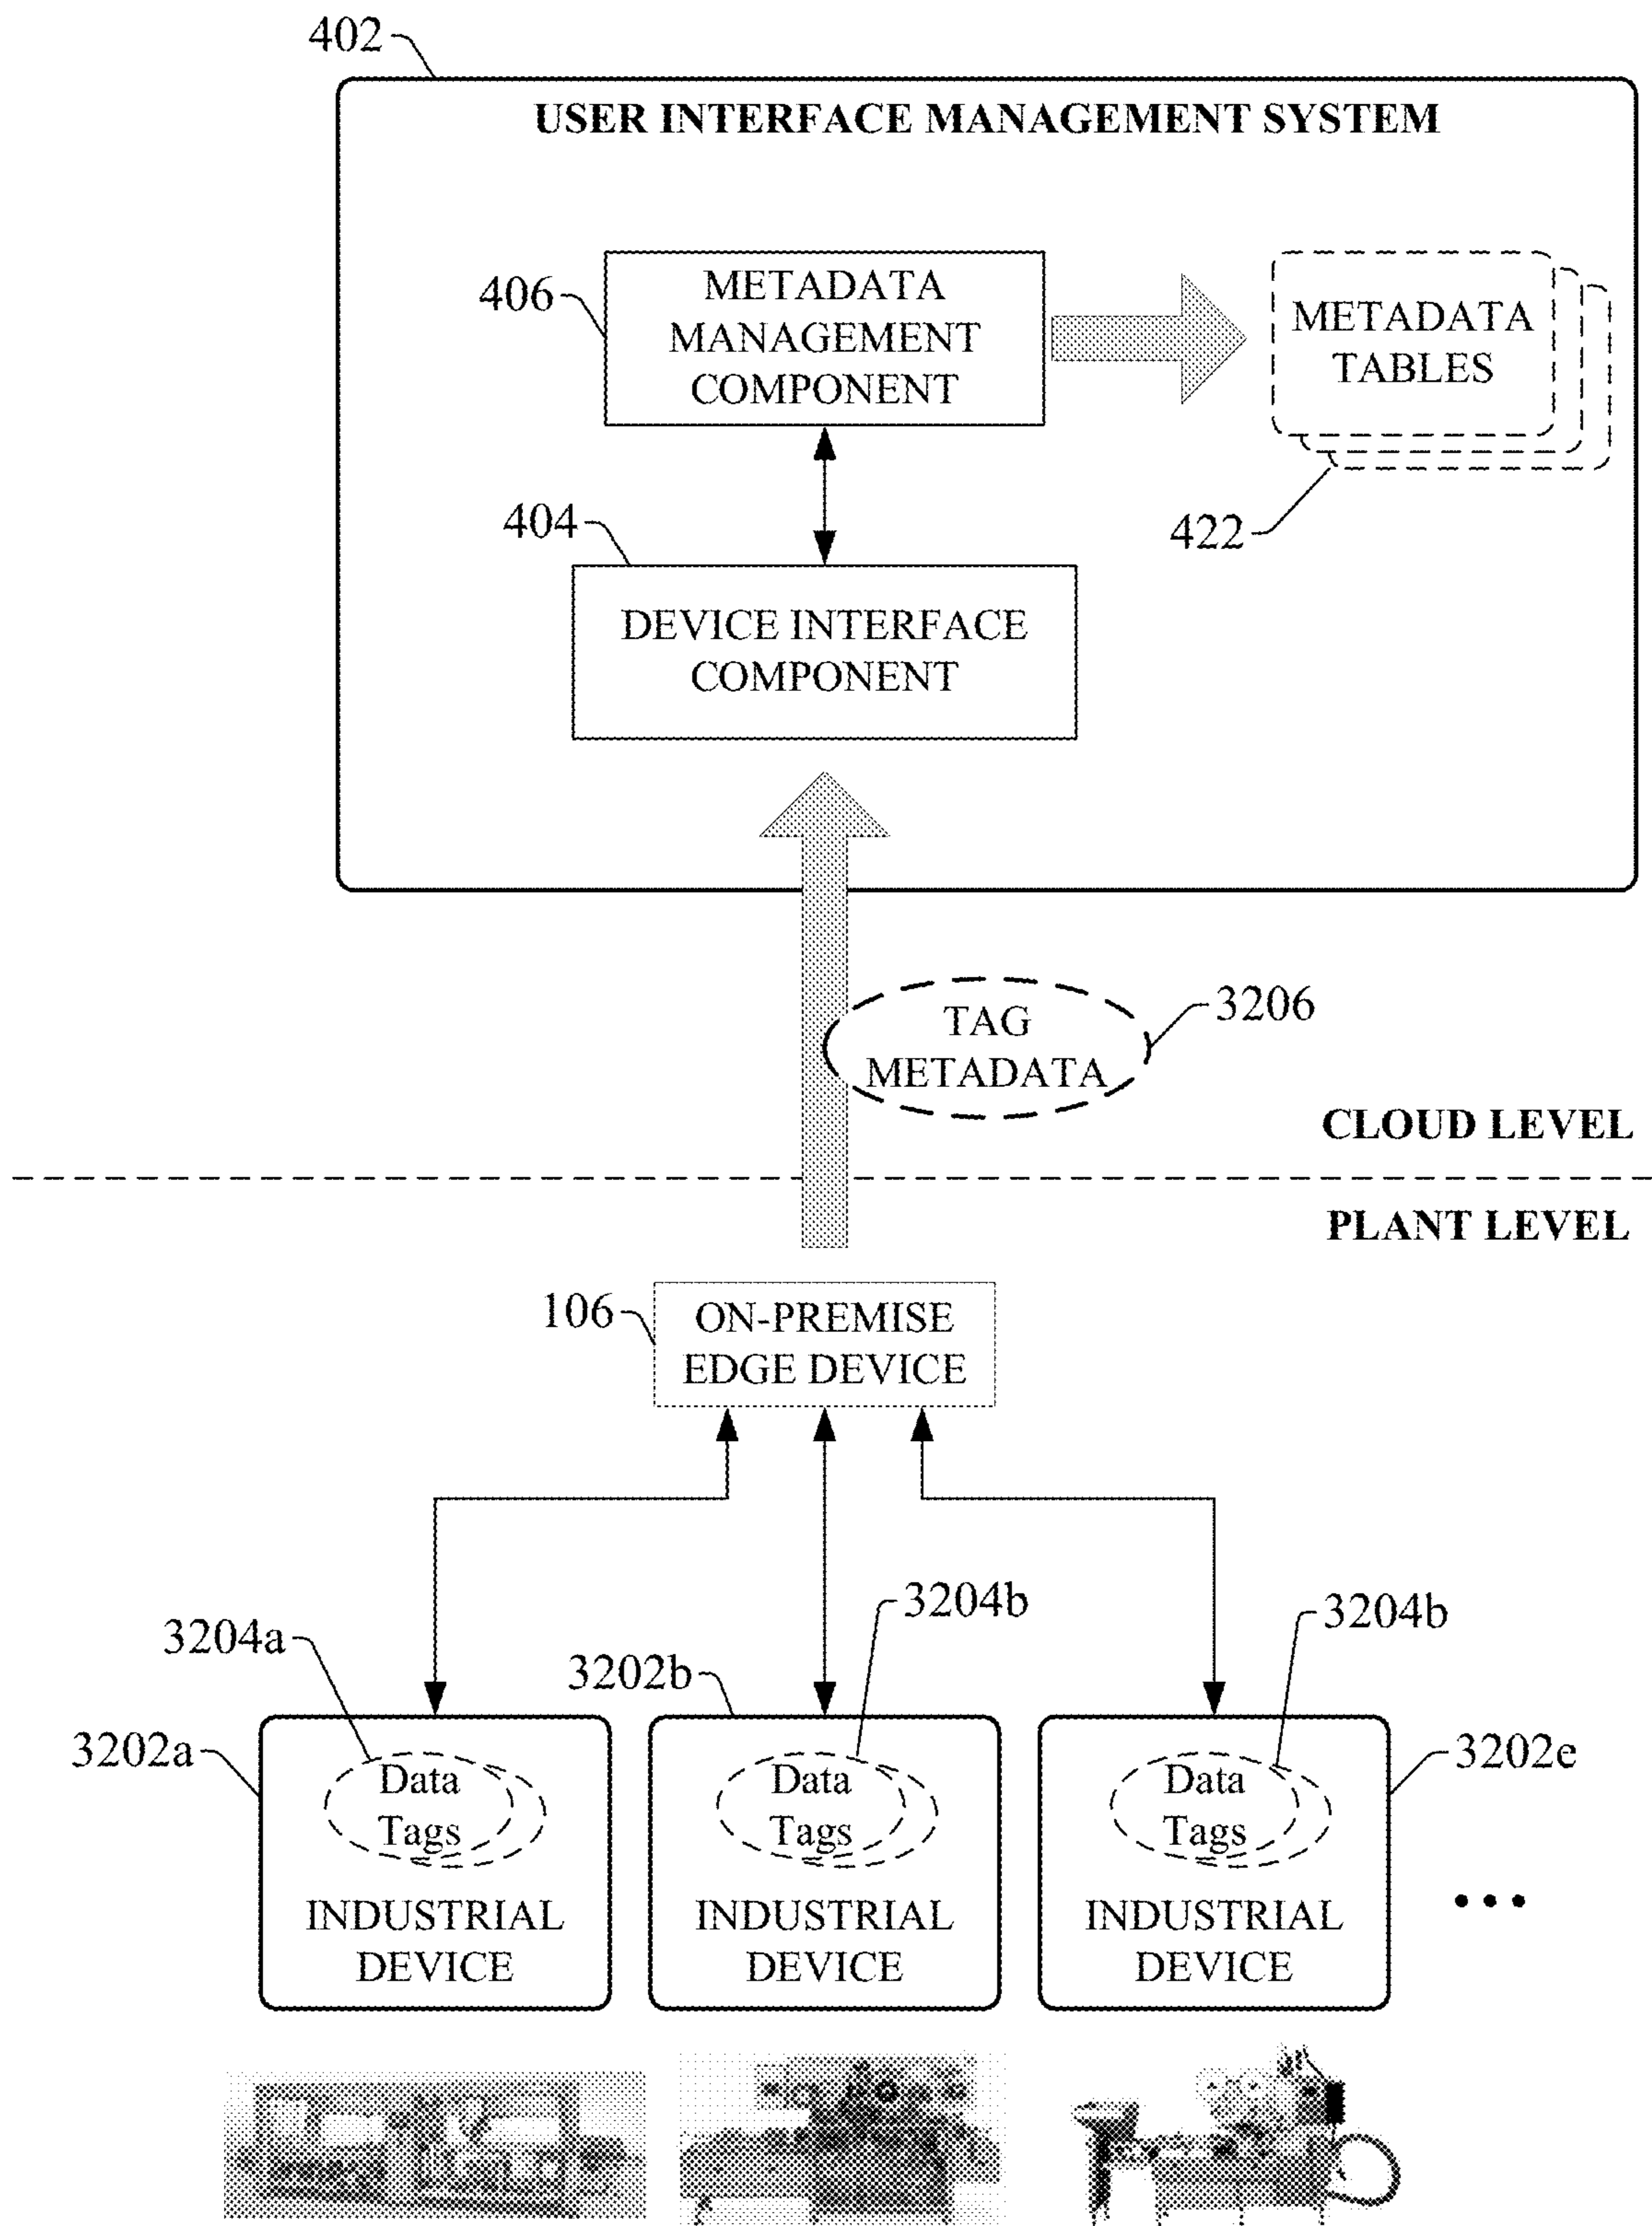 402
USER INTERFACE MANAGEMENT SYSTEM
406
METADATA
MANAGEMENT
COMPONENT
METADATA
TABLES
422
404
DEVICE INTERFACE
COMPONENT
TAG
METADATA
3206
CLOUD LEVEL
PLANT LEVEL
106
ON-PREMISE
EDGE DEVICE
3204a
3204b
3204b
3202a
3202b
3202e
Data
Tags
INDUSTRIAL
DEVICE
Data
Tags
INDUSTRIAL
DEVICE
Data
Tags
INDUSTRIAL
DEVICE
•••